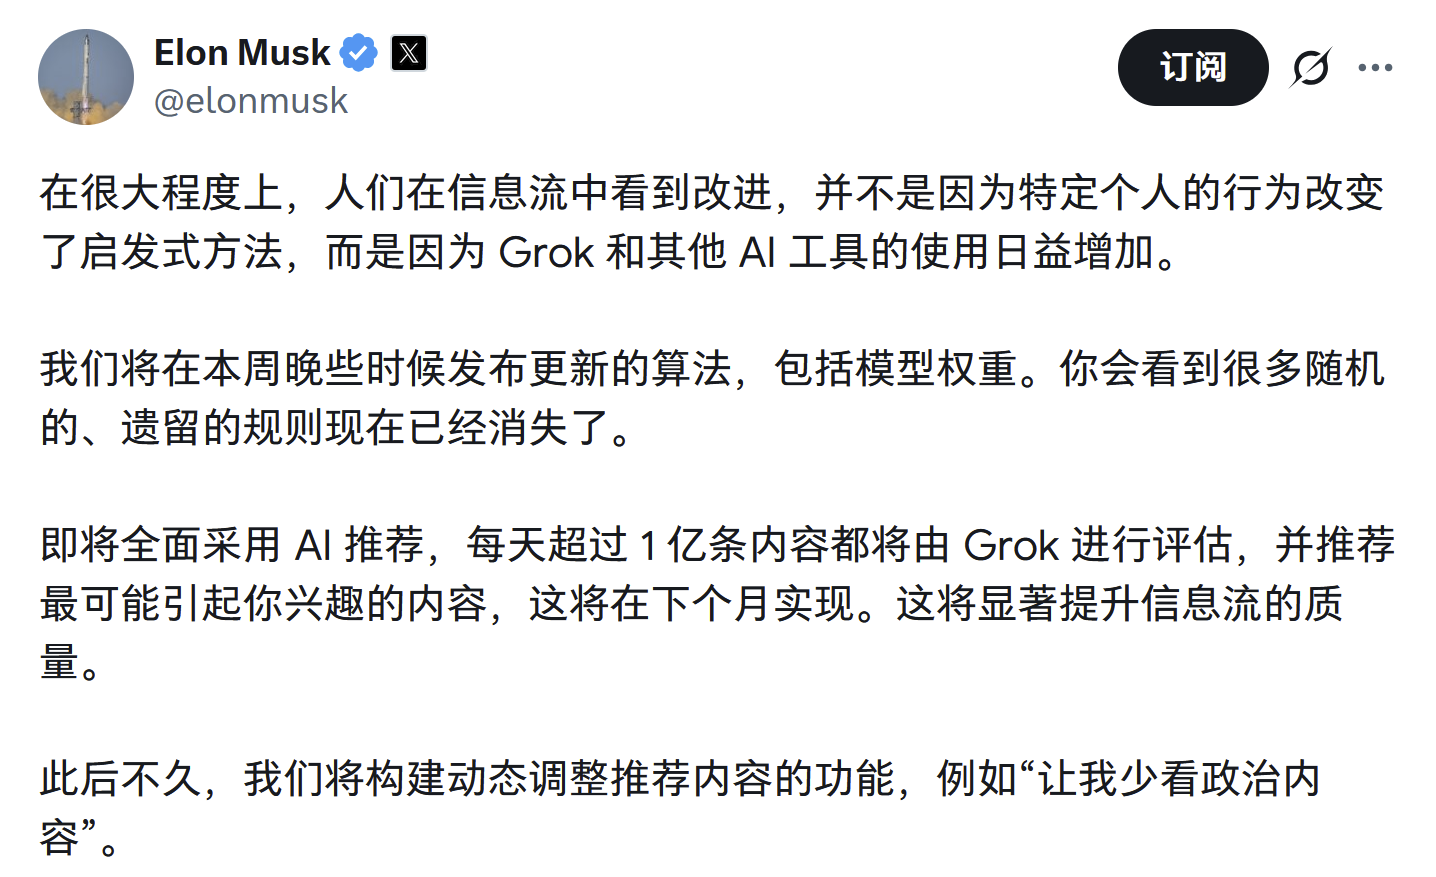 Elon Musk
@elonmusk
订阅
在很大程度上，人们在信息流中看到改进，并不是因为特定个人的行为改变
了启发式方法，而是因为 Grok 和其他 AI 工具的使用日益增加。
我们将在本周晚些时候发布更新的算法，包括模型权重。你会看到很多随机
的、遗留的规则现在已经消失了。
即将全面采用 AI 推荐，每天超过 1 亿条内容都将由 Grok 进行评估，并推荐
最可能引起你兴趣的内容，这将在下个月实现。这将显著提升信息流的质
量。
此后不久，我们将构建动态调整推荐内容的功能，例如“让我少看政治内
容”。